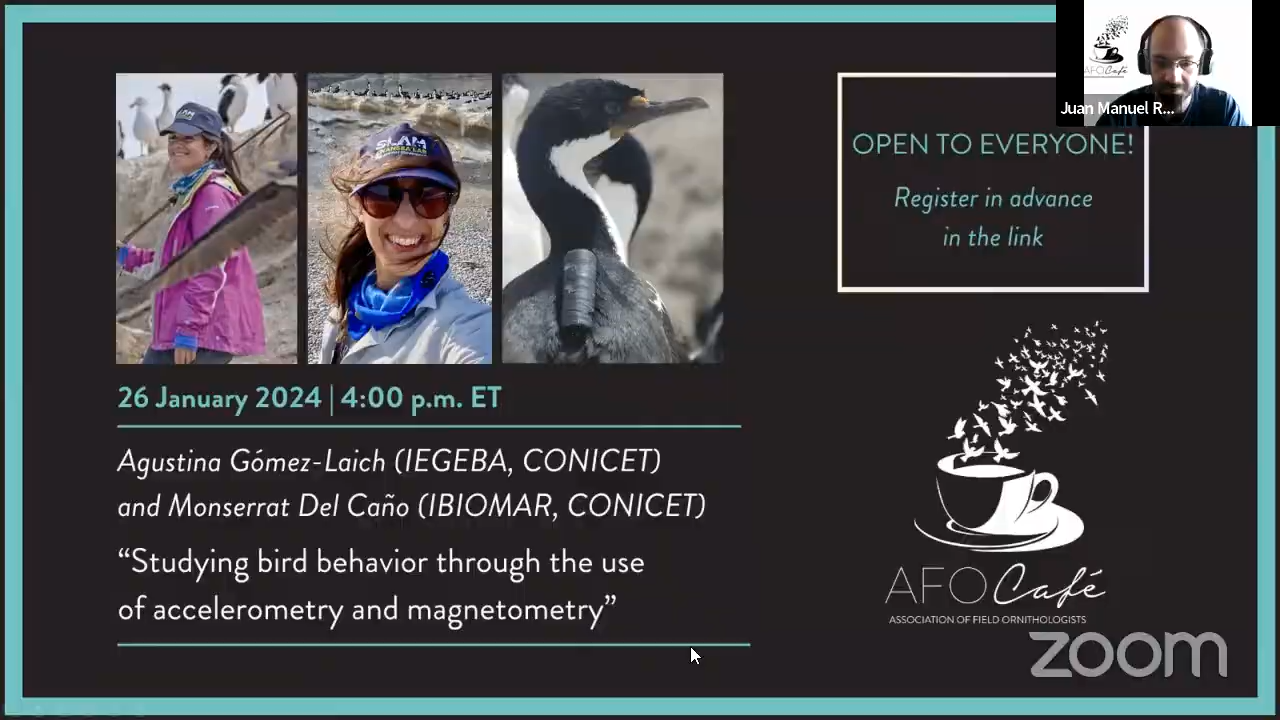 AFOCafé
Juan Manuel R...
OPEN TO EVERYONE!
Register in advance
in the link
SLAM
26 January 2024 | 4:00 p.m. ET
Agustina Gómez-Laich (IEGEBA, CONICET)
and Monserrat Del Caño (IBIOMAR, CONICET)
“Studying bird behavior through the use
of accelerometry and magnetometry”
AFO Café
ASSOCIATION OF FIELD ORNITHOLOGISTS
zoom